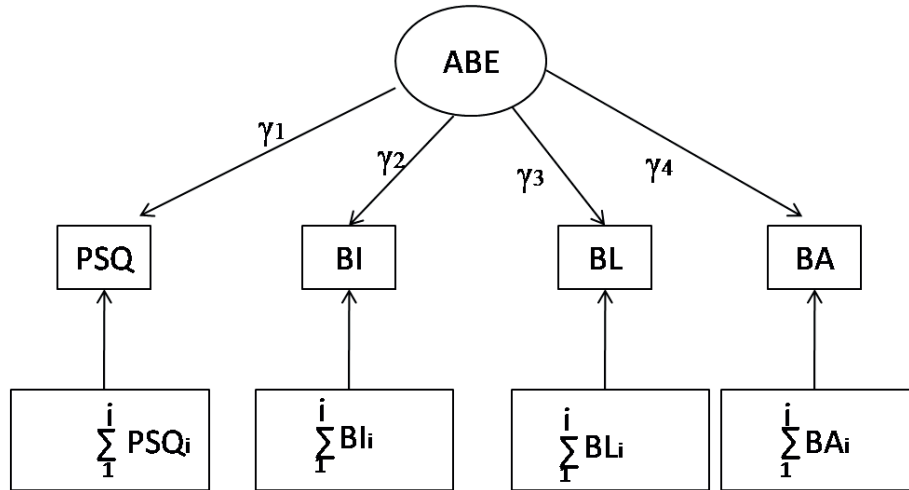 ABE
γ1
γ2
γ3
γ4
PSQ
BI
BL
BA
i
∑ PSQi
1
i
∑ BIi
1
i
∑ BLi
1
i
∑ BAi
1